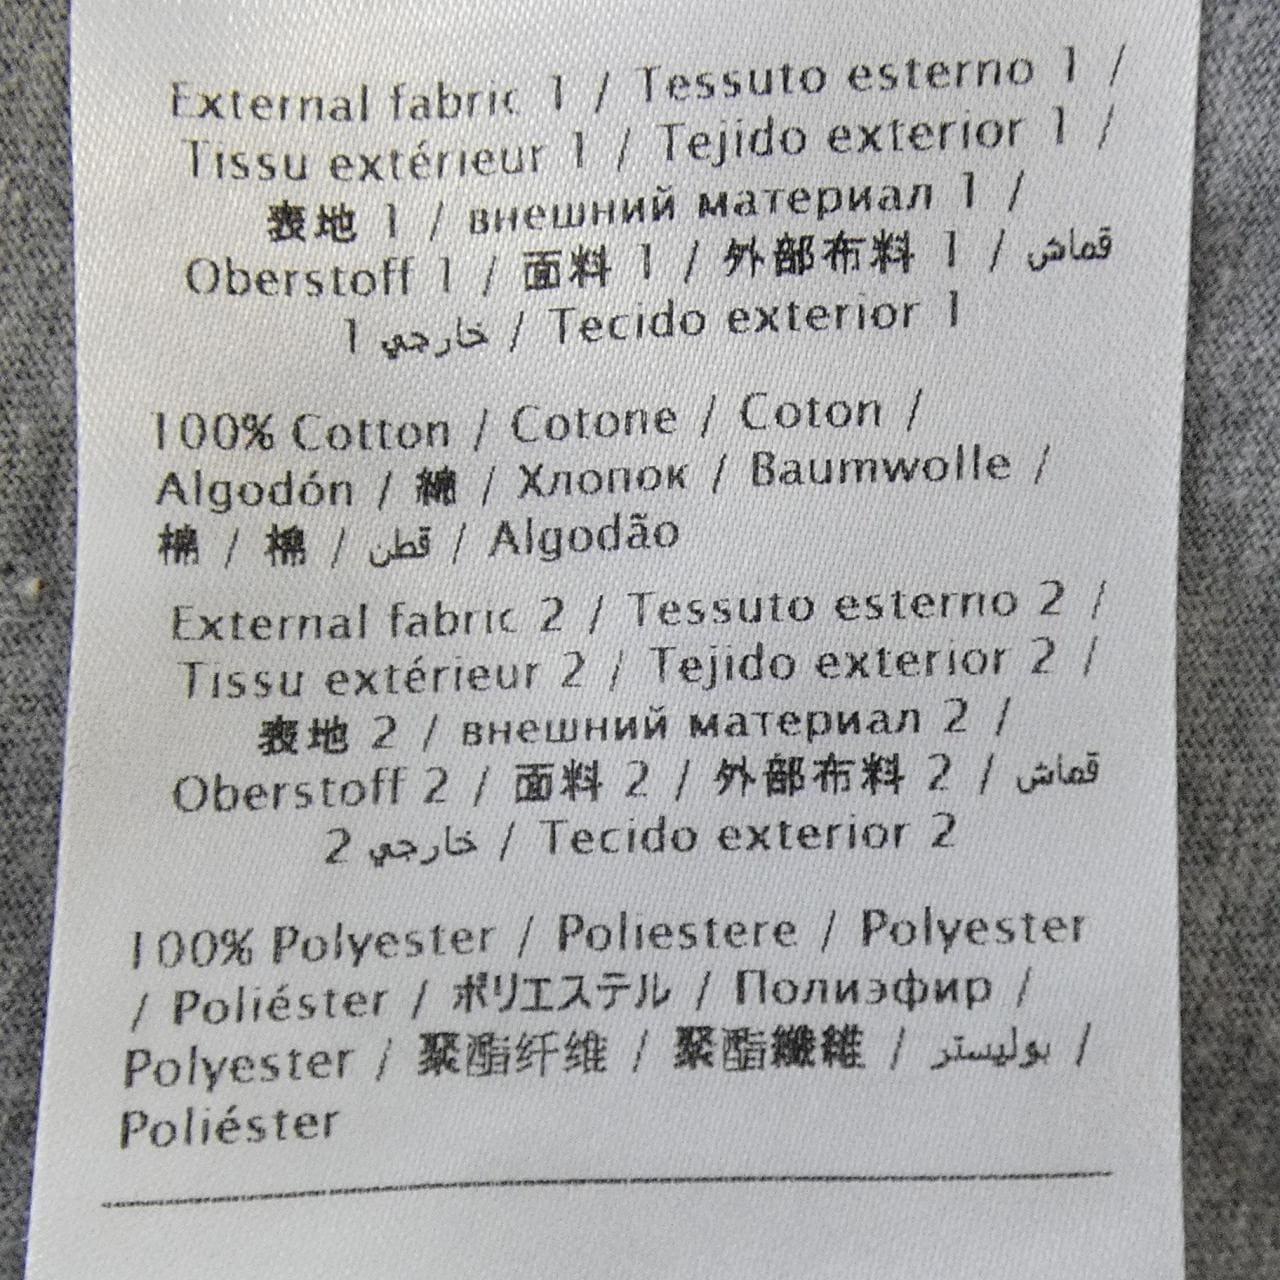 External fabric 1 / Tessuto esterno 1 /
Tissu extérieur 1 / Tejido exterior 1 /
表地 1 / внешний материал 1 /
Oberstoff 1 / 面料 1 / 外部布料 1 / قماش
خارجي 1 / Tecido exterior 1
100% Cotton / Cotone / Coton /
Algodón / 綿 / Хлопок / Baumwolle /
棉 / 棉 / قطن / Algodão
External fabric 2 / Tessuto esterno 2 /
Tissu extérieur 2 / Tejido exterior 2 /
表地 2 / внешний материал 2 /
Oberstoff 2 / 面料 2 / 外部布料 2 / قماش
خارجي 2 / Tecido exterior 2
100% Polyester / Poliestere / Polyester
/ Poliéster / ポリエステル / Полиэфир /
Polyester / 聚酯纤维 / 聚酯纖維 / بوليستر /
Poliéster